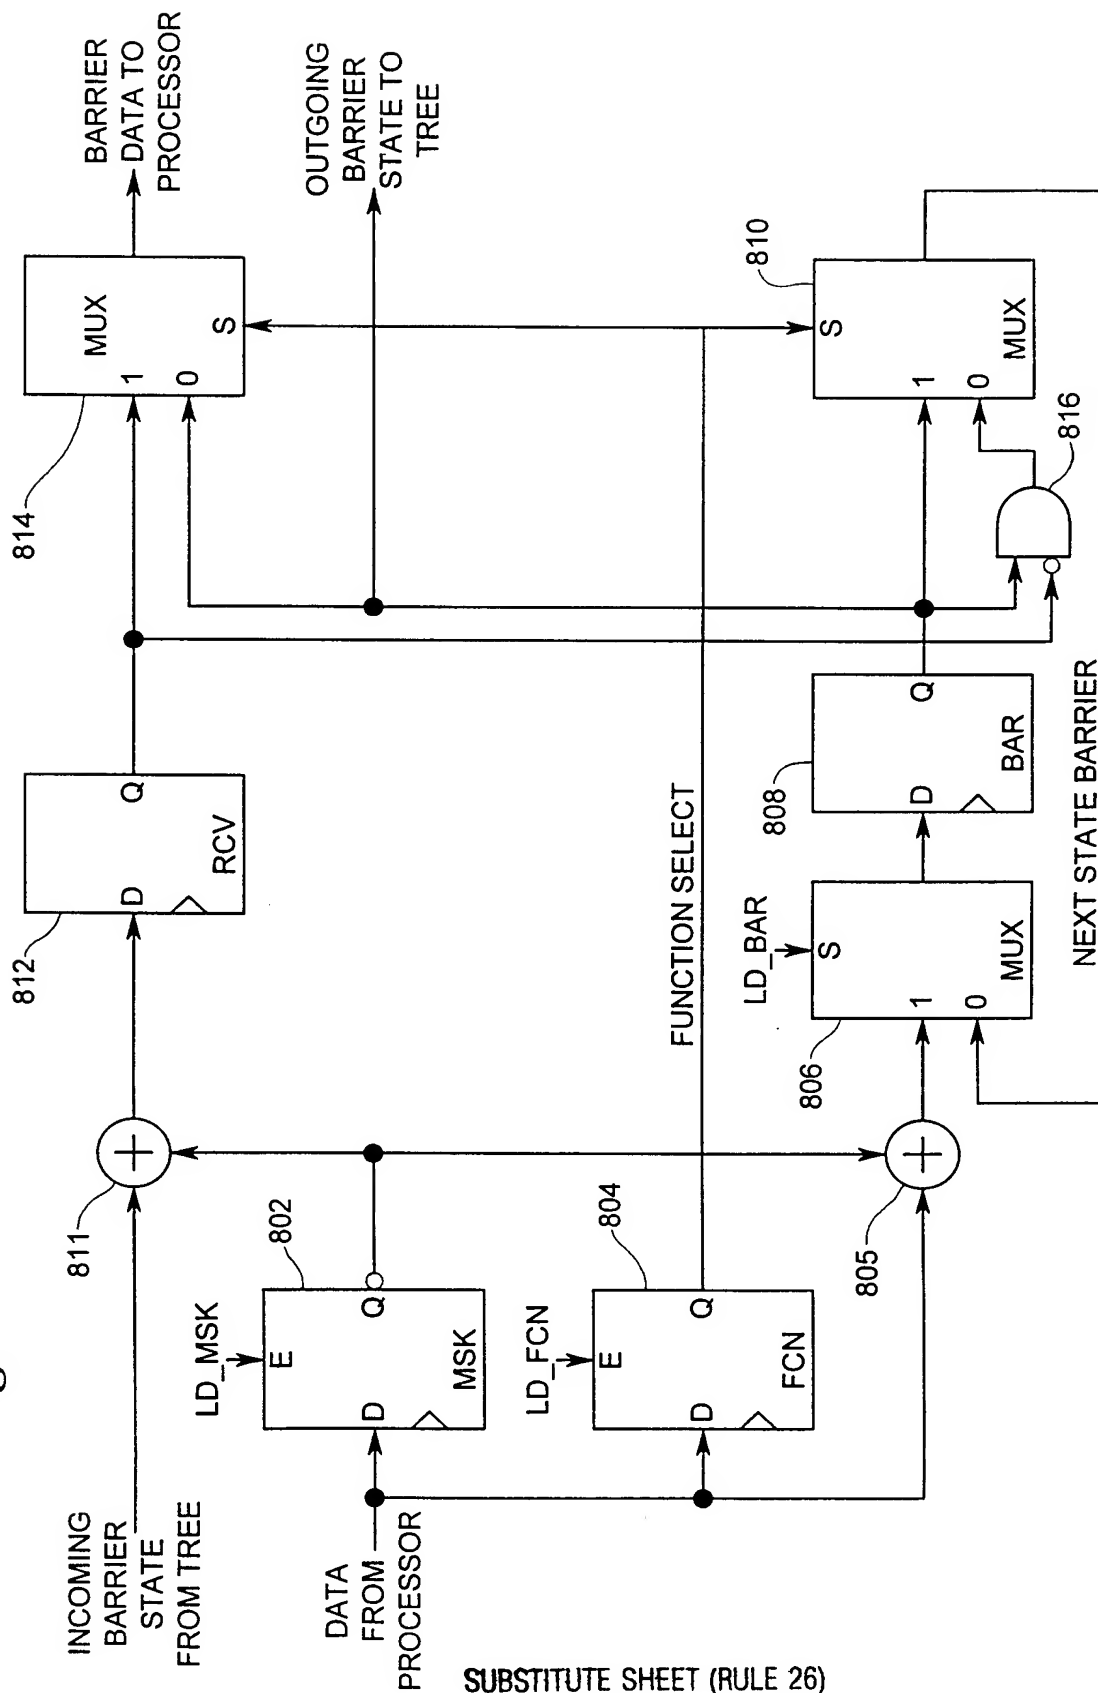 BARRIER
DATA TO
PROCESSOR
OUTGOING
BARRIER
STATE TO
TREE
814
MUX
1
0
S
810
S
MUX
1
0
816
812
D
Q
RCV
FUNCTION SELECT
808
D
Q
BAR
LD_BAR
S
MUX
1
0
806
NEXT STATE BARRIER
811
805
802
LD_MSK
E
D
Q
MSK
804
LD_FCN
E
D
Q
FCN
INCOMING
BARRIER
STATE
FROM TREE
DATA
FROM
PROCESSOR
SUBSTITUTE SHEET (RULE 26)